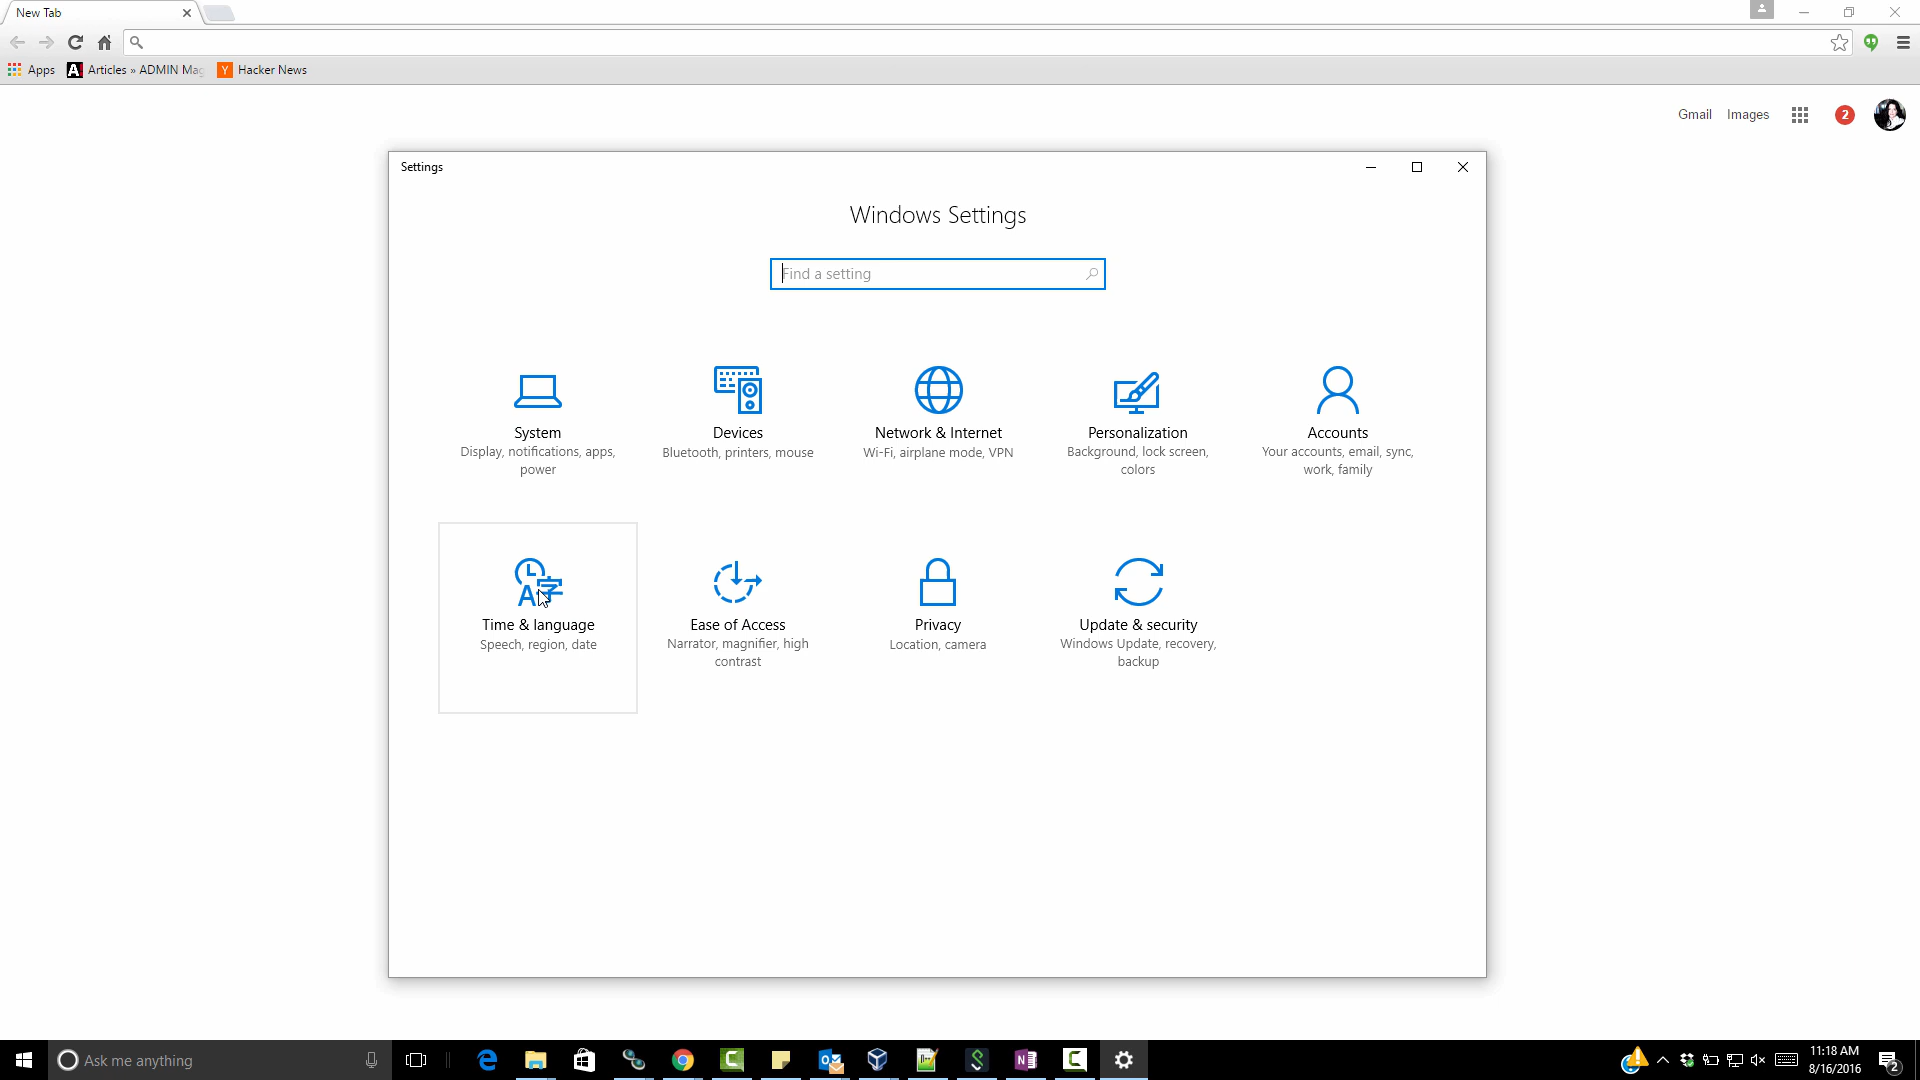 New Tab
Apps
Articles » ADMIN Mag
Hacker News
Gmail
Images
2
Settings
Windows Settings
Find a setting
System
Display, notifications, apps,
power
Devices
Bluetooth, printers, mouse
Network & Internet
Wi-Fi, airplane mode, VPN
Personalization
Background, lock screen,
colors
Accounts
Your accounts, email, sync,
work, family
Time & language
Speech, region, date
Ease of Access
Narrator, magnifier, high
contrast
Privacy
Location, camera
Update & security
Windows Update, recovery,
backup
Ask me anything
11:18 AM
8/16/2016
2